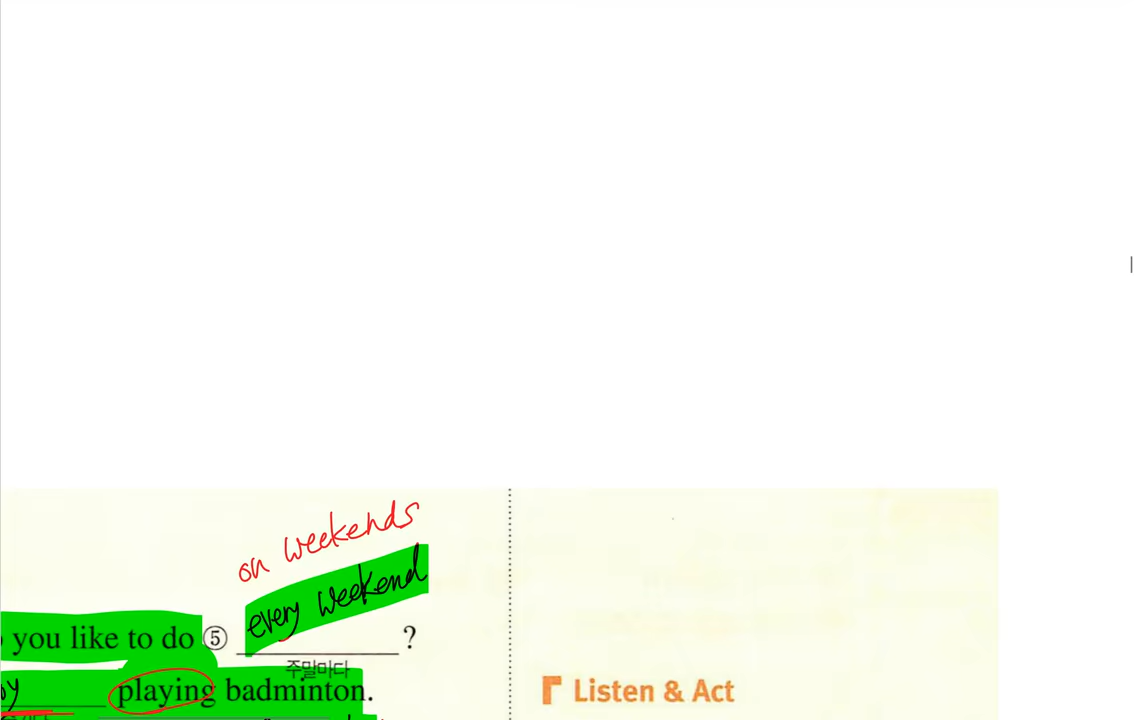 on weekends
every weekend
you like to do ⑤ ?
주말마다
playing badminton.
Listen & Act